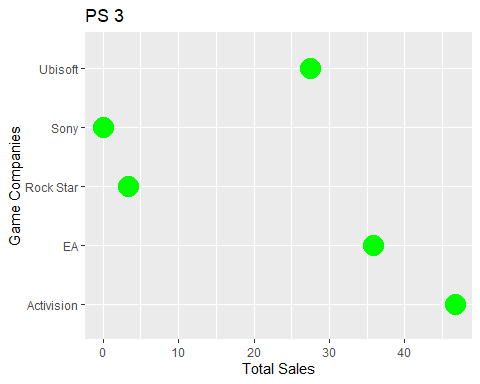 PS 3
Game Companies
Ubisoft
Sony
Rock Star
EA
Activision
0 10 20 30 40
Total Sales